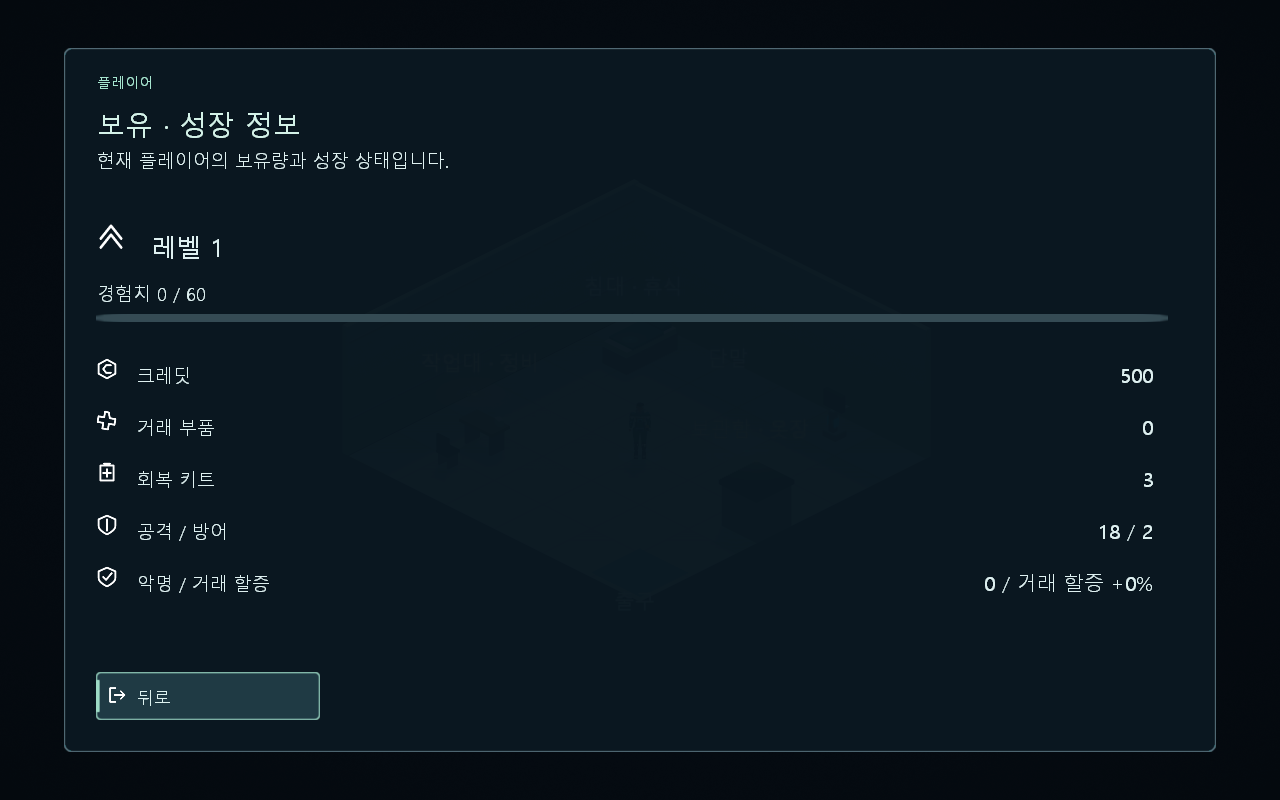 플레이어
보유 · 성장 정보
현재 플레이어의 보유량과 성장 상태입니다.
레벨 1
경험치 0 / 60
크레딧 500
거래 부품 0
회복 키트 3
공격 / 방어 18 / 2
악명 / 거래 할증 0 / 거래 할증 +0%
뒤로